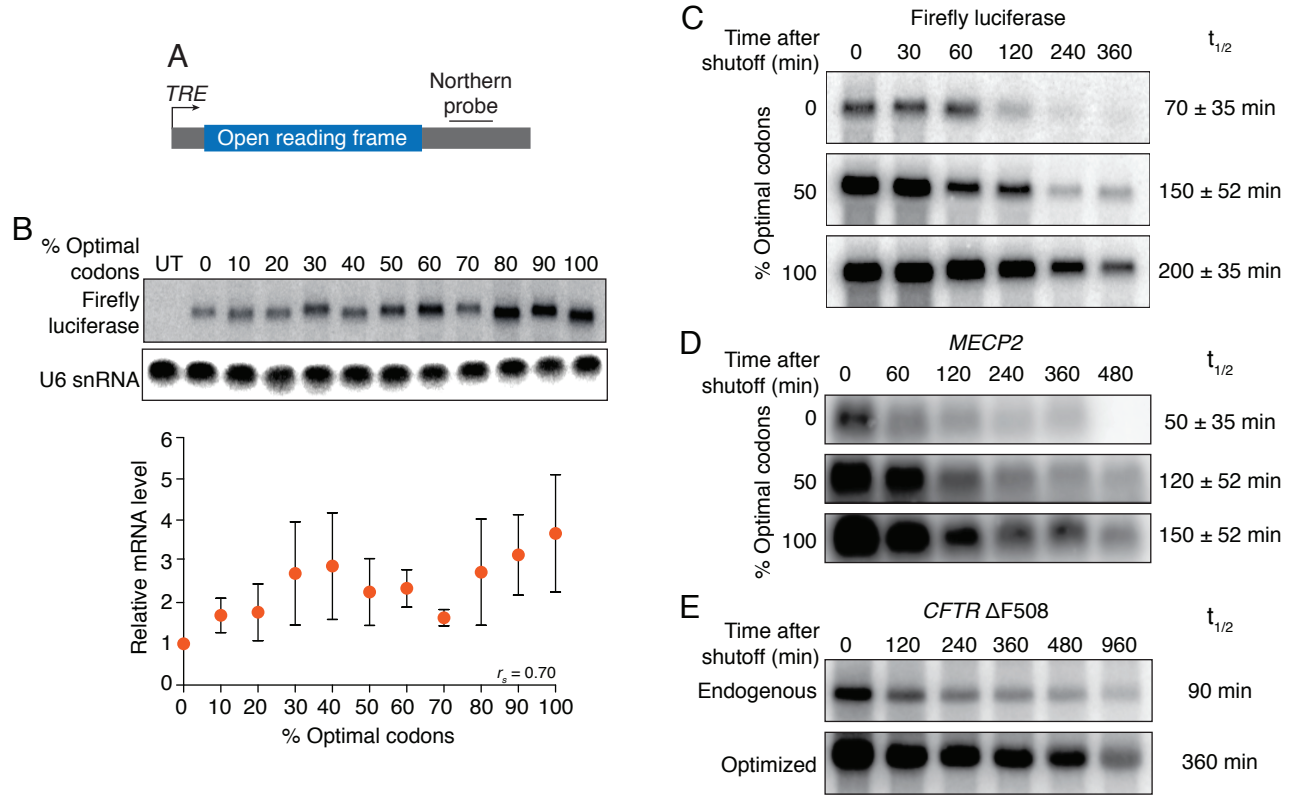 A
TRE
Northern
probe
Open reading frame
B
% Optimal
codons
UT 0 10 20 30 40 50 60 70 80 90 100
Firefly
luciferase
U6 snRNA
Relative mRNA level
6
5
4
3
2
1
0
r_s = 0.70
0 10 20 30 40 50 60 70 80 90 100
% Optimal codons
C
Firefly luciferase
Time after
shutoff (min)
0 30 60 120 240 360
t1/2
% Optimal codons
0
70 ± 35 min
50
150 ± 52 min
100
200 ± 35 min
D
MECP2
Time after
shutoff (min)
0 60 120 240 360 480
t1/2
% Optimal codons
0
50 ± 35 min
50
120 ± 52 min
100
150 ± 52 min
E
CFTR ΔF508
Time after
shutoff (min)
0 120 240 360 480 960
t1/2
Endogenous
90 min
Optimized
360 min